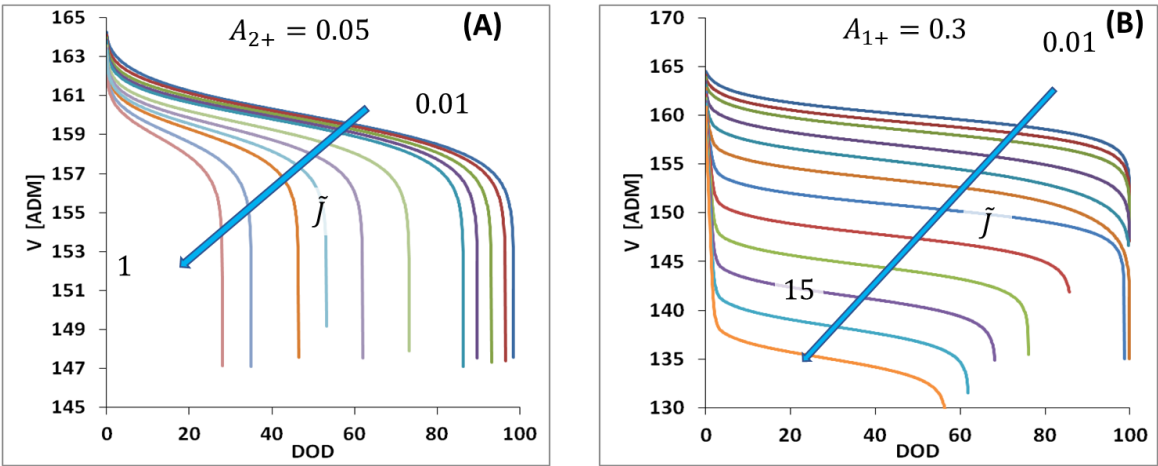 (A)
A₂₊ = 0.05
165
163
161
159
157
155
153
151
149
147
145
V [ADM]
0.01
J̃
1
0 20 40 60 80 100
DOD
(B)
A₁₊ = 0.3
170
165
160
155
150
145
140
135
130
V [ADM]
0.01
J̃
15
0 20 40 60 80 100
DOD